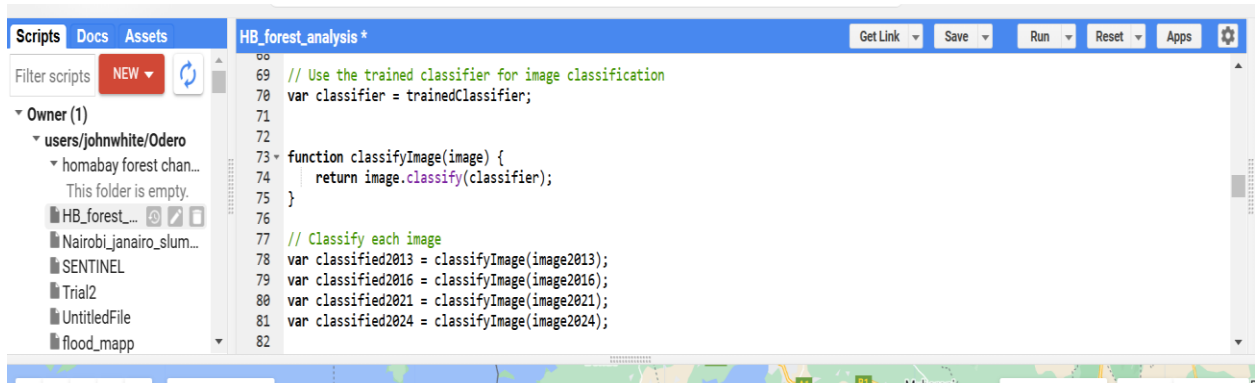 Scripts Docs Assets
HB_forest_analysis *
Get Link Save Run Reset Apps
Filter scripts NEW
Owner (1)
users/johnwhite/Odero
homabay forest chan...
This folder is empty.
HB_forest_...
Nairobi_janairo_slum...
SENTINEL
Trial2
UntitledFile
flood_mapp
68
69 // Use the trained classifier for image classification
70 var classifier = trainedClassifier;
71
72
73 function classifyImage(image) {
74 return image.classify(classifier);
75 }
76
77 // Classify each image
78 var classified2013 = classifyImage(image2013);
79 var classified2016 = classifyImage(image2016);
80 var classified2021 = classifyImage(image2021);
81 var classified2024 = classifyImage(image2024);
82